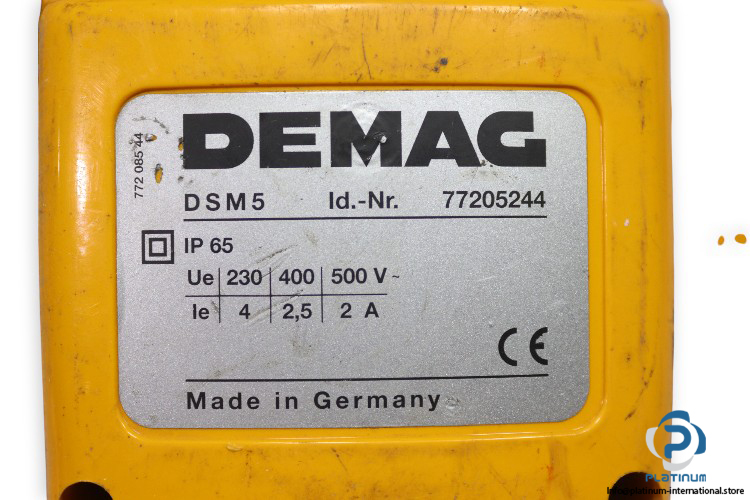 DEMAG
772 085 44
DSM5 Id.-Nr. 77205244
IP 65
Ue 230 400 500 V~
Ie 4 2,5 2 A
CE
Made in Germany
P
PLATINUM